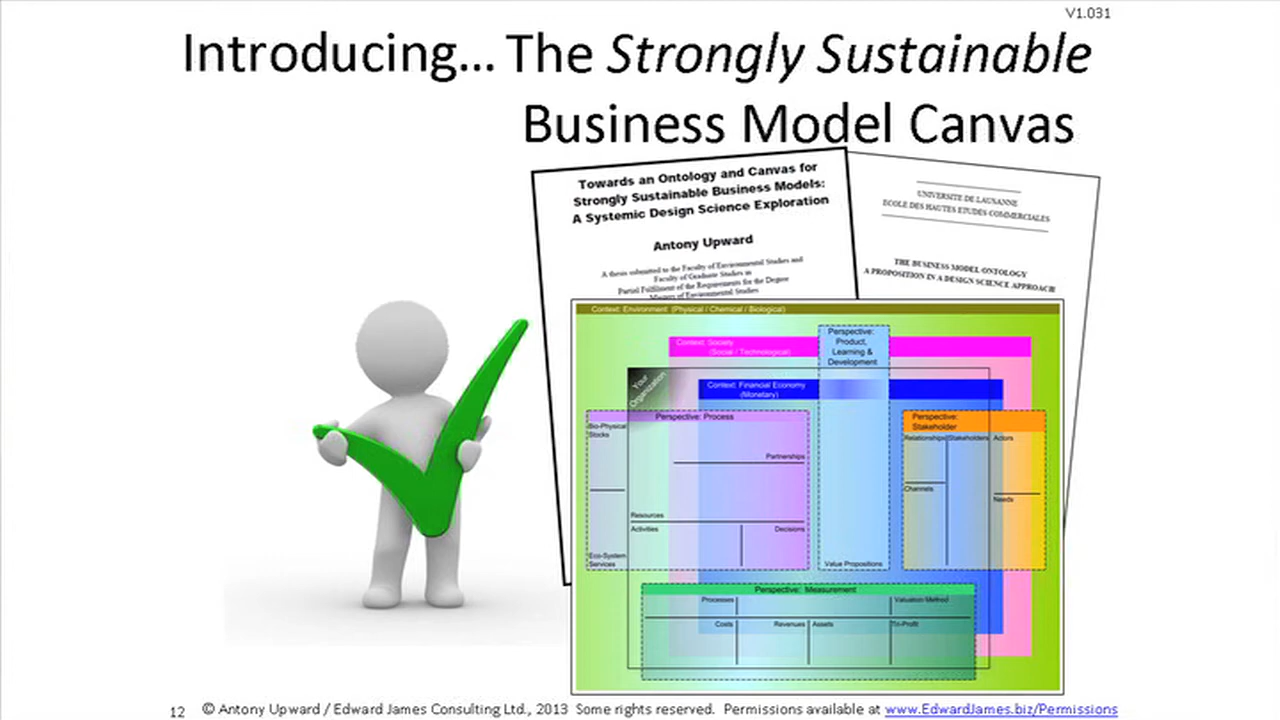 V1.031
Introducing... The Strongly Sustainable
Business Model Canvas
Towards an Ontology and Canvas for
Strongly Sustainable Business Models:
A Systemic Design Science Exploration
Antony Upward
A thesis submitted to the Faculty of Environmental Studies and
Faculty of Graduate Studies in
Partial Fulfilment of the Requirements for the Degree
Masters of Environmental Studies
UNIVERSITE DE LAUSANNE
ECOLE DES HAUTES ETUDES COMMERCIALES
THE BUSINESS MODEL ONTOLOGY
A PROPOSITION IN A DESIGN SCIENCE APPROACH
Context: Environment (Physical / Chemical / Biological)
Context: Society
(Social / Technological)
Perspective:
Product,
Learning &
Development
Your
Organization
Context: Financial Economy
(Monetary)
Perspective: Process
Bio-Physical
Stocks
Partnerships
Resources
Activities
Decisions
Eco-System
Services
Value Propositions
Perspective:
Stakeholder
Relationships
Stakeholders
Actors
Channels
Needs
Perspective: Measurement
Processes
Valuation Method
Costs
Revenues
Assets
Tri-Profit
12 © Antony Upward / Edward James Consulting Ltd., 2013 Some rights reserved. Permissions available at www.EdwardJames.biz/Permissions